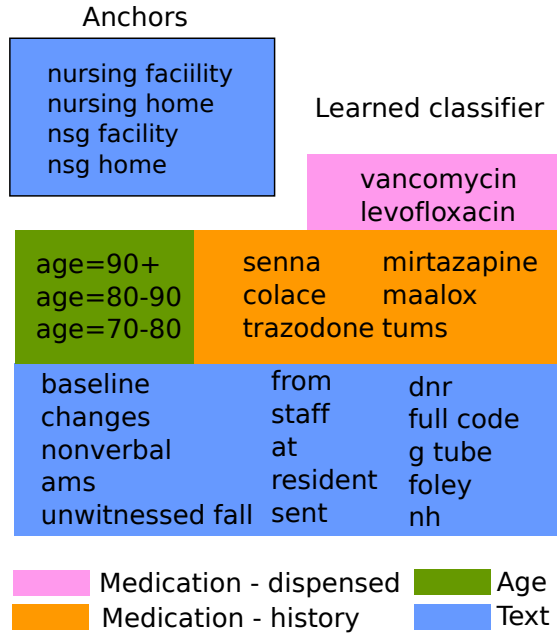 Anchors
nursing faciility
nursing home
nsg facility
nsg home
Learned classifier
vancomycin
levofloxacin
age=90+
age=80-90
age=70-80
senna
colace
trazodone
mirtazapine
maalox
tums
baseline
changes
nonverbal
ams
unwitnessed fall
from
staff
at
resident
sent
dnr
full code
g tube
foley
nh
Medication - dispensed
Age
Medication - history
Text